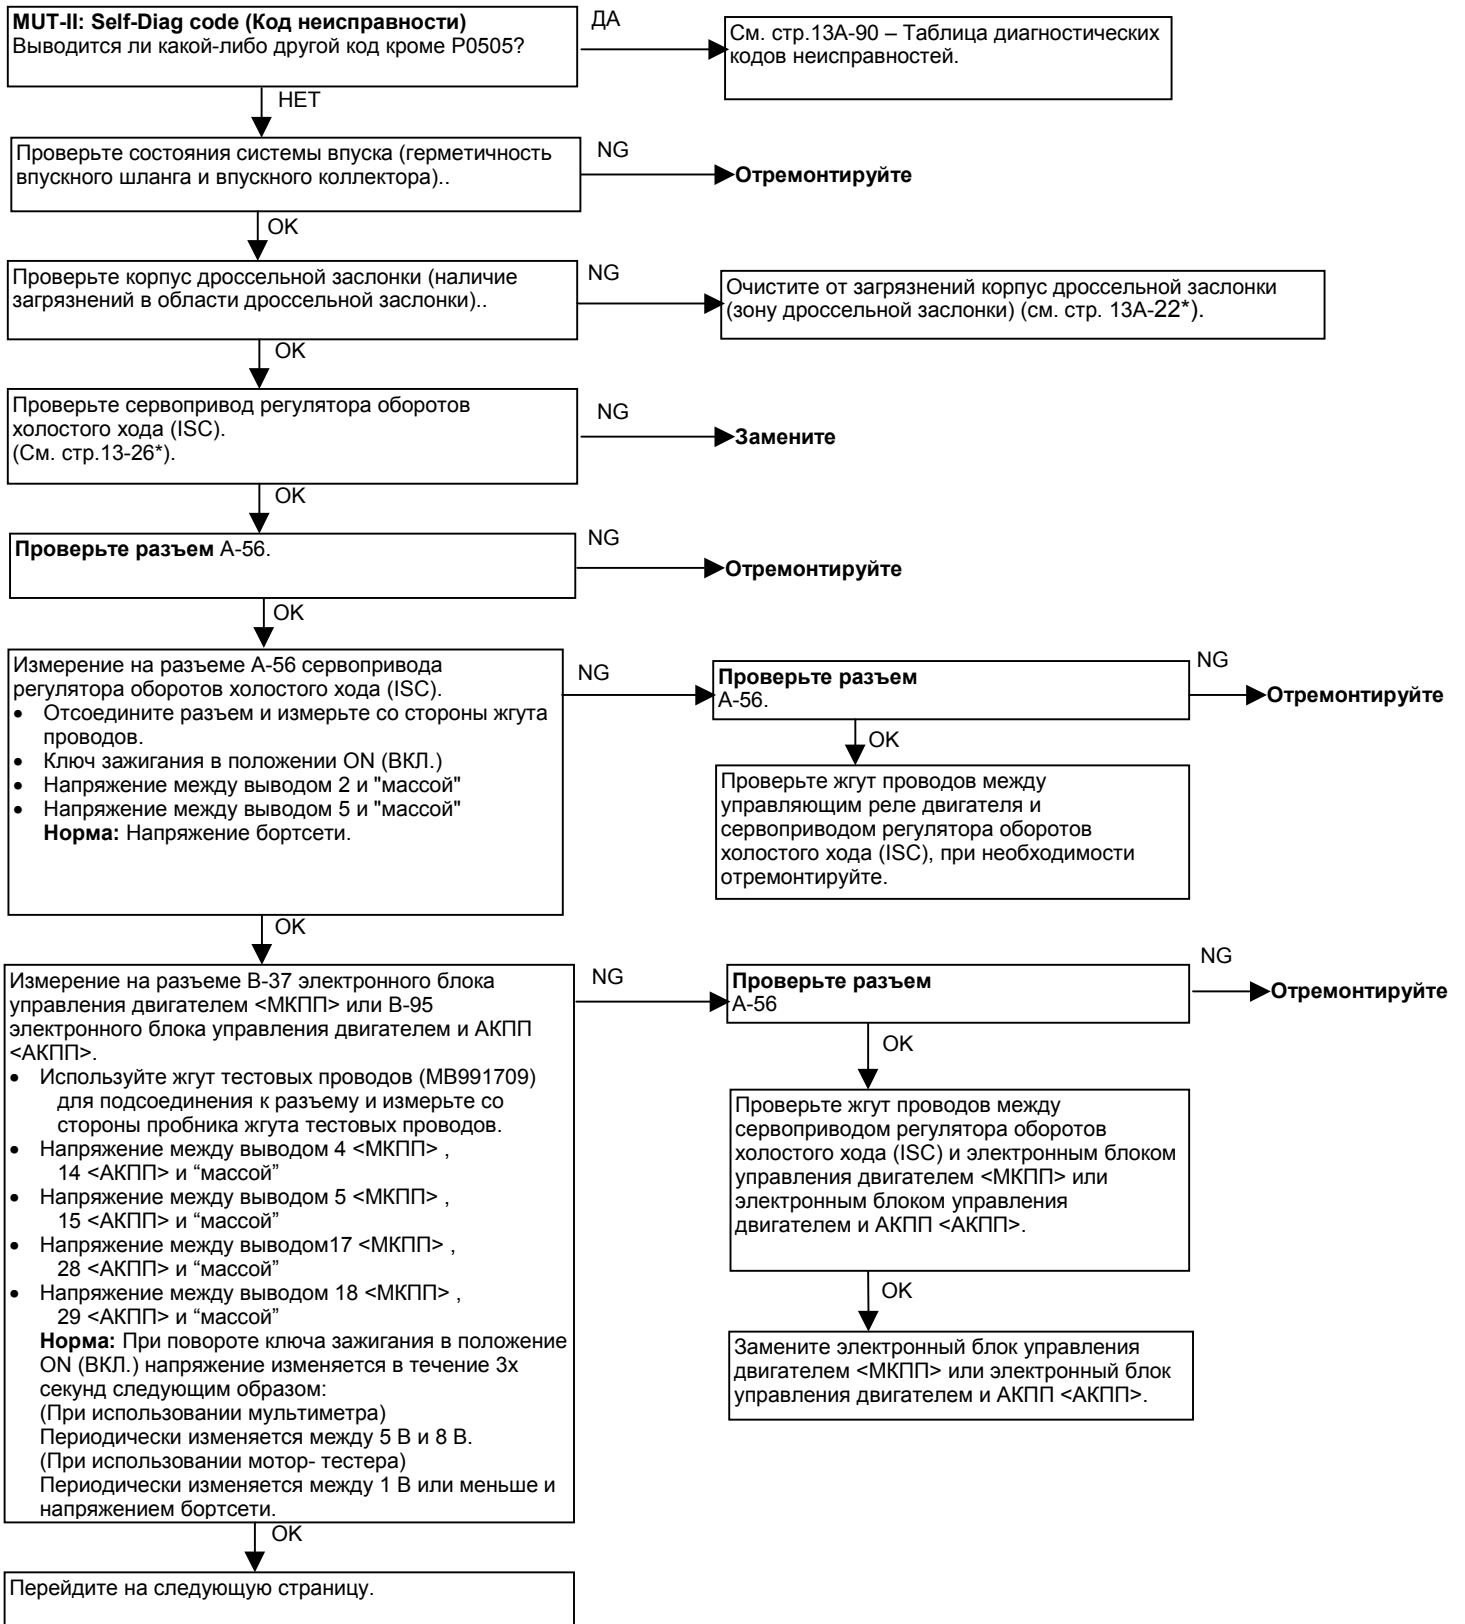 MUT-II: Self-Diag code (Код неисправности)
Выводится ли какой-либо другой код кроме P0505?
ДА
См. стр.13А-90 – Таблица диагностических
кодов неисправностей.
НЕТ
Проверьте состояния системы впуска (герметичность
впускного шланга и впускного коллектора)..
NG
Отремонтируйте
OK
Проверьте корпус дроссельной заслонки (наличие
загрязнений в области дроссельной заслонки)..
NG
Очистите от загрязнений корпус дроссельной заслонки
(зону дроссельной заслонки) (см. стр. 13А-22*).
OK
Проверьте сервопривод регулятора оборотов
холостого хода (ISC).
(См. стр.13-26*).
NG
Замените
OK
Проверьте разъем А-56.
NG
Отремонтируйте
OK
Измерение на разъеме А-56 сервопривода
регулятора оборотов холостого хода (ISC).
• Отсоедините разъем и измерьте со стороны жгута
проводов.
• Ключ зажигания в положении ON (ВКЛ.)
• Напряжение между выводом 2 и "массой"
• Напряжение между выводом 5 и "массой"
Норма: Напряжение бортсети.
NG
Проверьте разъем
А-56.
NG
Отремонтируйте
OK
Проверьте жгут проводов между
управляющим реле двигателя и
сервоприводом регулятора оборотов
холостого хода (ISC), при необходимости
отремонтируйте.
OK
Измерение на разъеме В-37 электронного блока
управления двигателем <МКПП> или В-95
электронного блока управления двигателем и АКПП
<АКПП>.
• Используйте жгут тестовых проводов (MB991709)
для подсоединения к разъему и измерьте со
стороны пробника жгута тестовых проводов.
• Напряжение между выводом 4 <МКПП> ,
14 <АКПП> и “массой”
• Напряжение между выводом 5 <МКПП> ,
15 <АКПП> и “массой”
• Напряжение между выводом17 <МКПП> ,
28 <АКПП> и “массой”
• Напряжение между выводом 18 <МКПП> ,
29 <АКПП> и “массой”
Норма: При повороте ключа зажигания в положение
ON (ВКЛ.) напряжение изменяется в течение 3х
секунд следующим образом:
(При использовании мультиметра)
Периодически изменяется между 5 В и 8 В.
(При использовании мотор- тестера)
Периодически изменяется между 1 В или меньше и
напряжением бортсети.
NG
Проверьте разъем
А-56
NG
Отремонтируйте
OK
Проверьте жгут проводов между
сервоприводом регулятора оборотов
холостого хода (ISC) и электронным блоком
управления двигателем <МКПП> или
электронным блоком управления
двигателем и АКПП <АКПП>.
OK
Замените электронный блок управления
двигателем <МКПП> или электронный блок
управления двигателем и АКПП <АКПП>.
OK
Перейдите на следующую страницу.